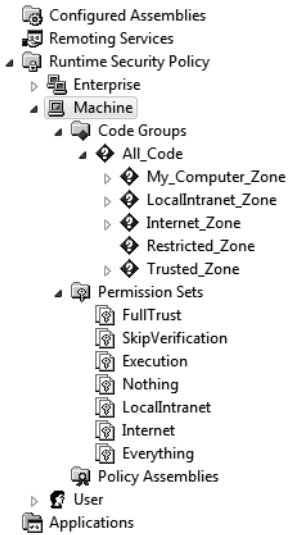 Configured Assemblies
Remoting Services
Runtime Security Policy
Enterprise
Machine
Code Groups
All_Code
My_Computer_Zone
LocalIntranet_Zone
Internet_Zone
Restricted_Zone
Trusted_Zone
Permission Sets
FullTrust
SkipVerification
Execution
Nothing
LocalIntranet
Internet
Everything
Policy Assemblies
User
Applications